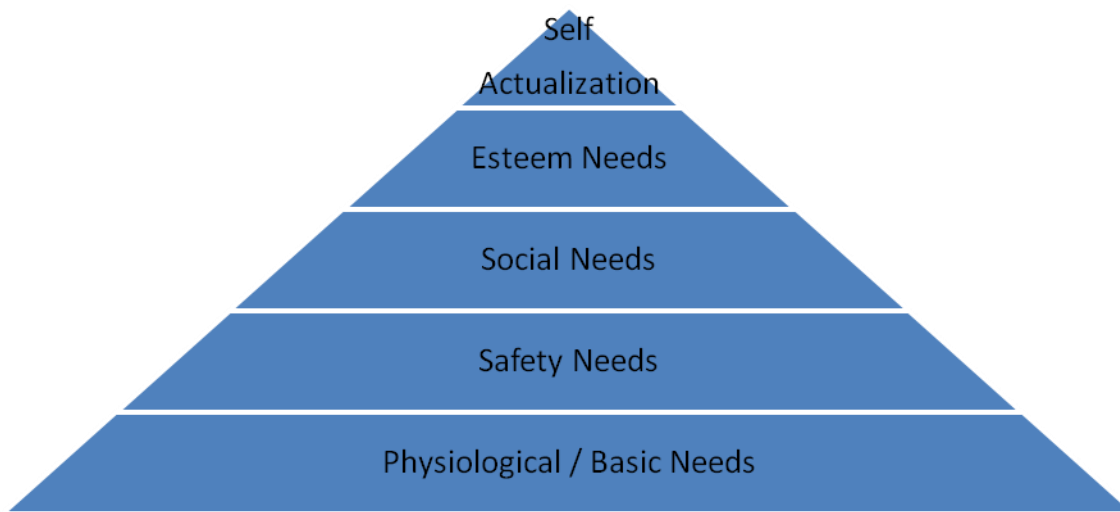 Self
Actualization
Esteem Needs
Social Needs
Safety Needs
Physiological / Basic Needs